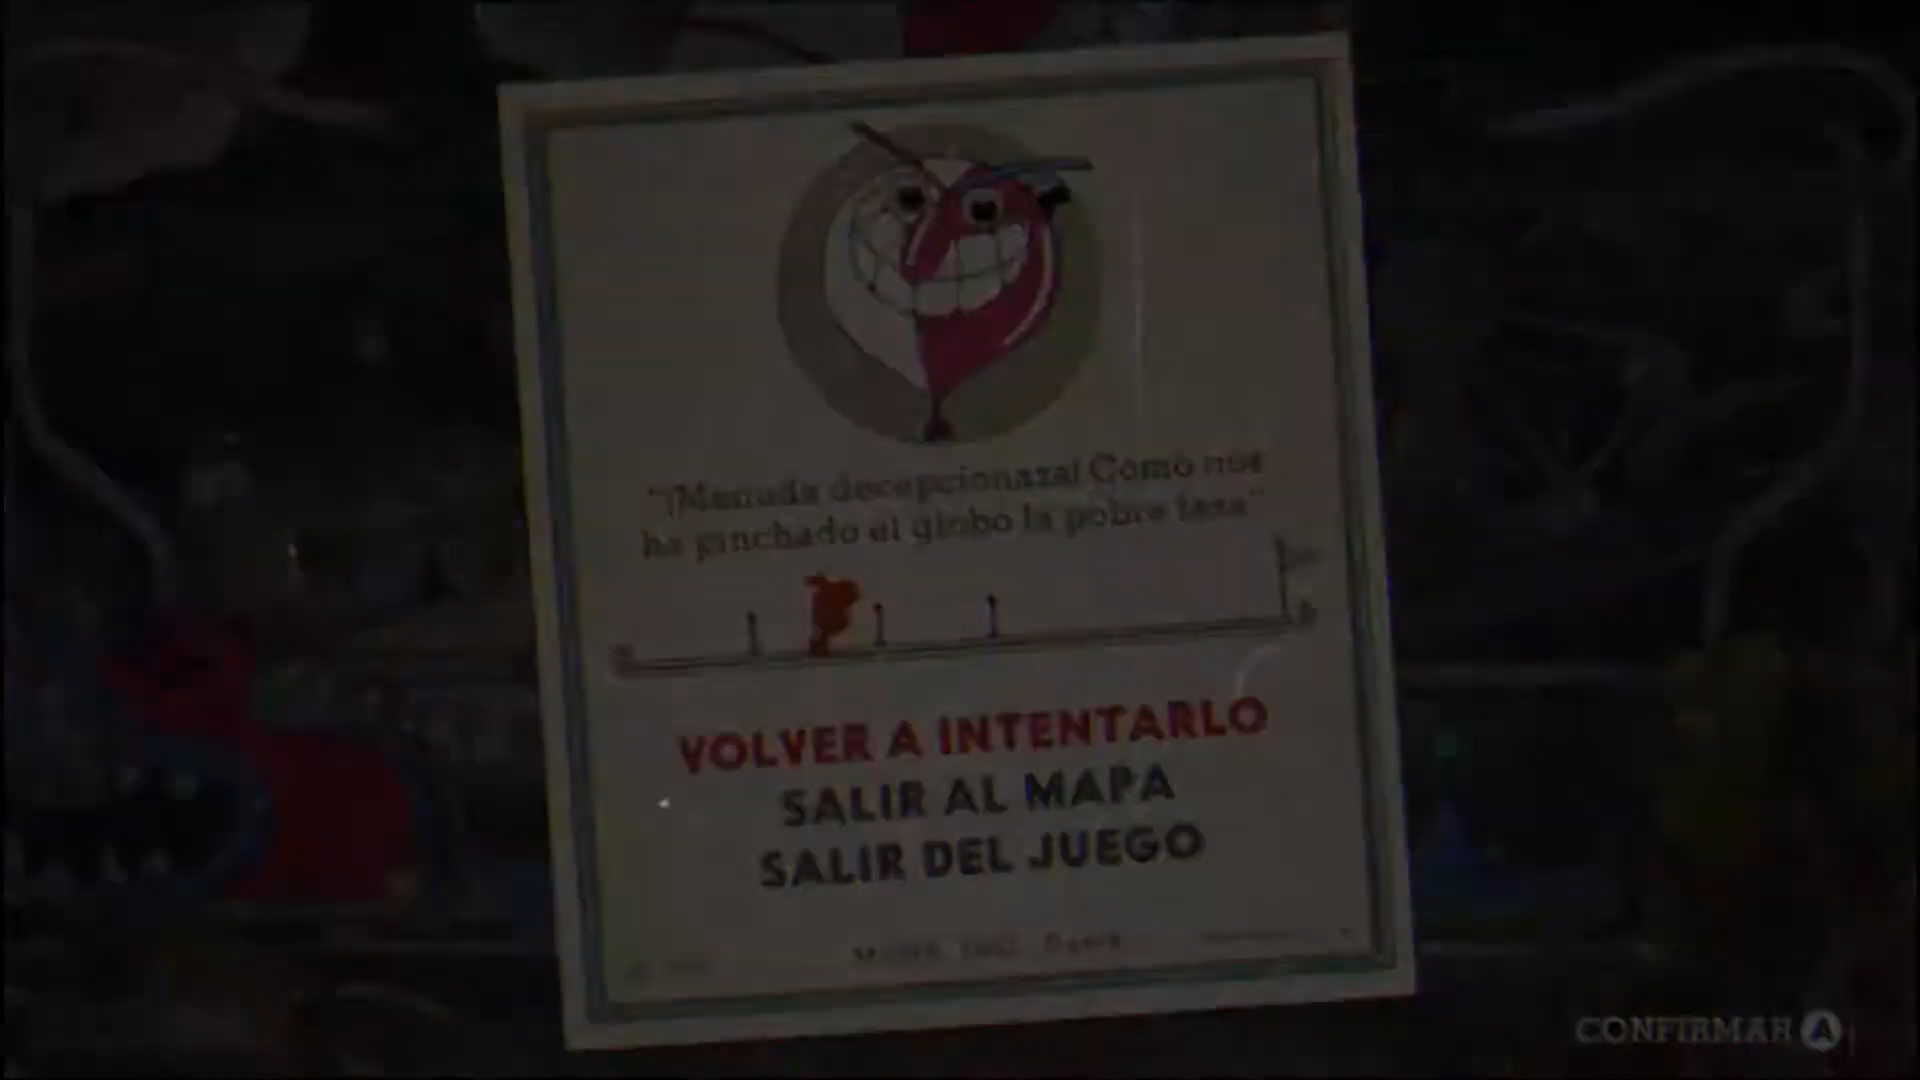 "¡Menuda decepcionaza! Cómo nos
ha pinchado el globo la pobre taza"
VOLVER A INTENTARLO
SALIR AL MAPA
SALIR DEL JUEGO
CONFIRMAR A